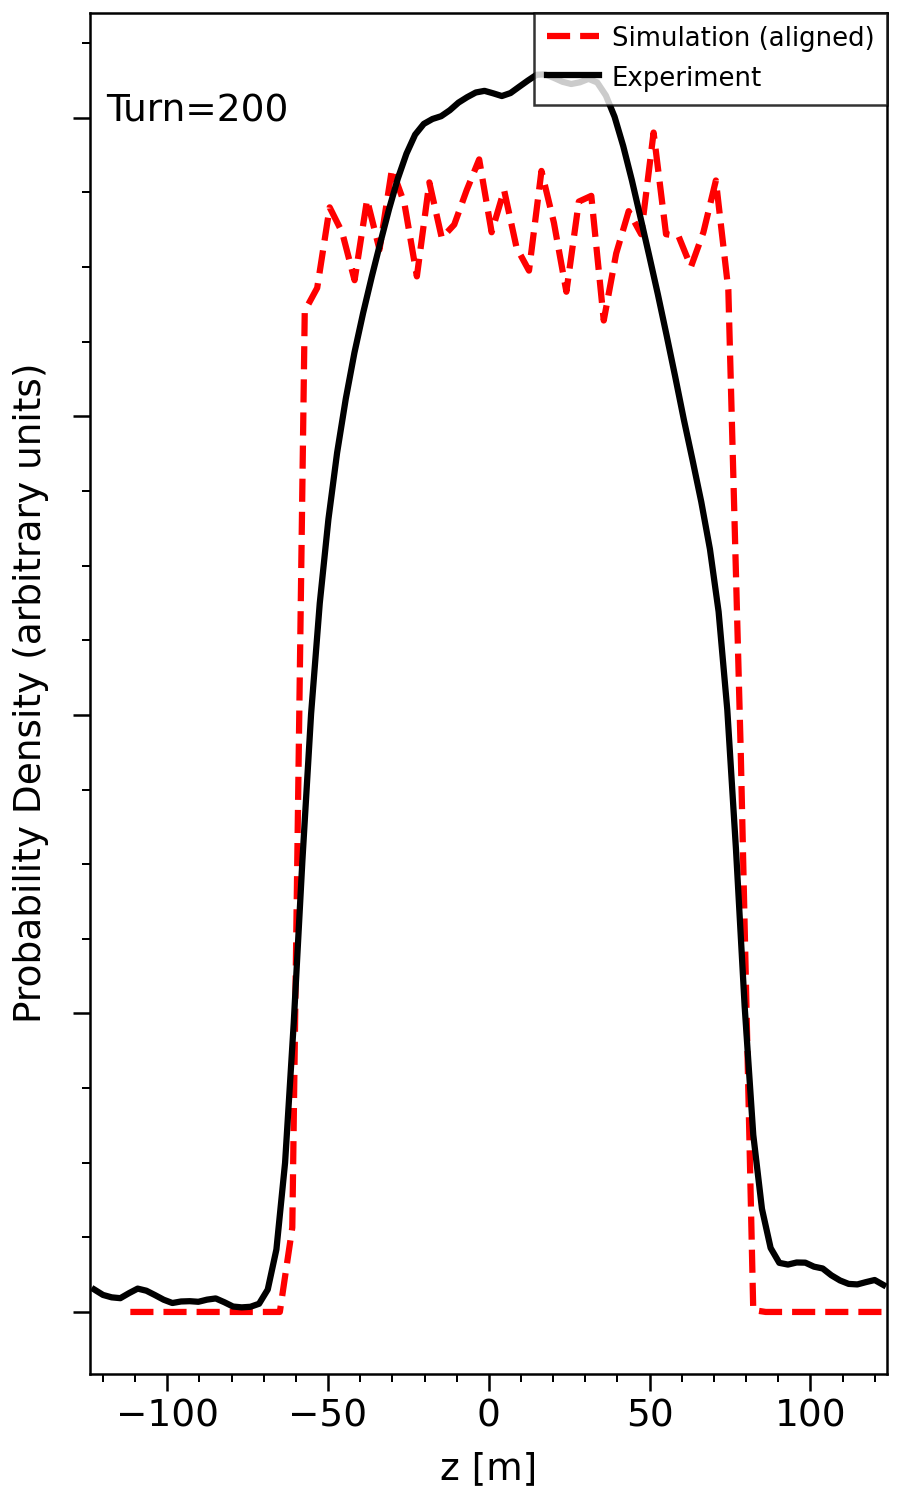 Simulation (aligned)
Experiment
Turn=200
Probability Density (arbitrary units)
−100
−50
0
50
100
z [m]